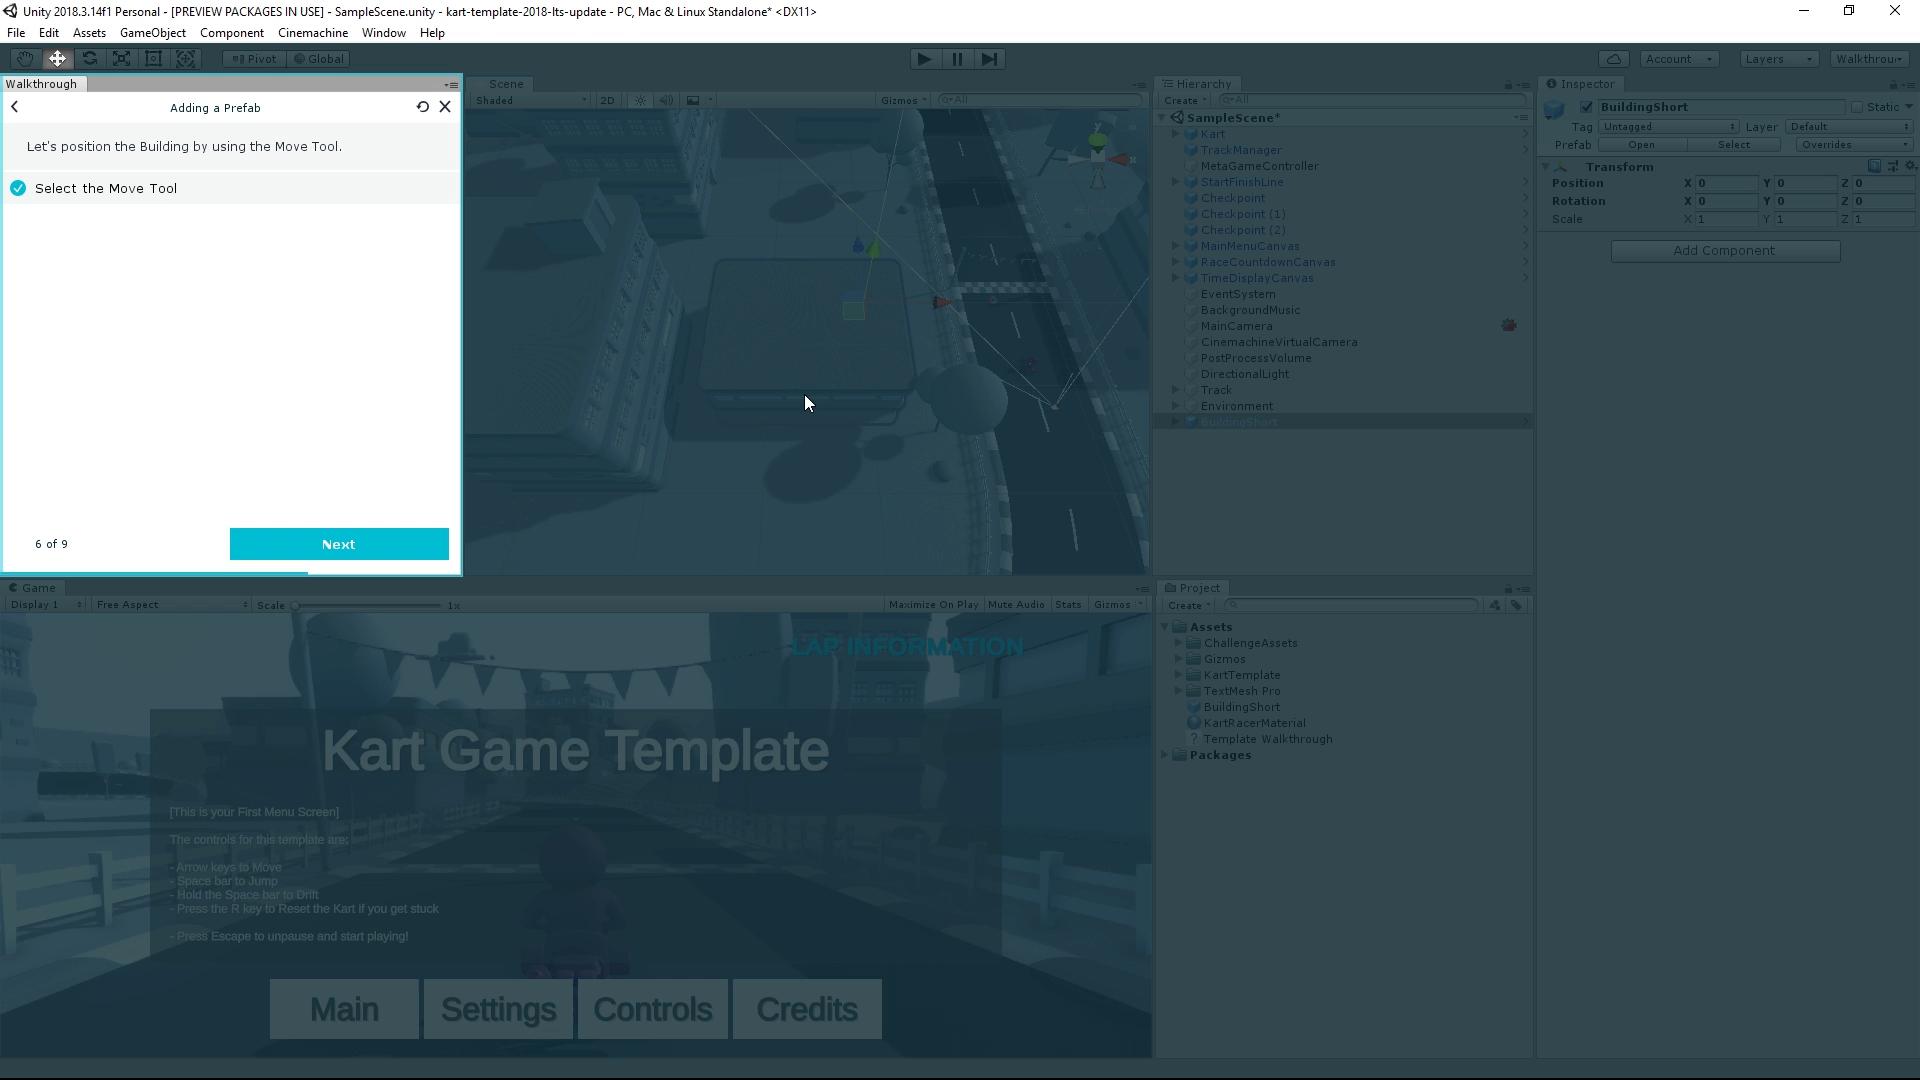 Unity 2018.3.14f1 Personal - [PREVIEW PACKAGES IN USE] - SampleScene.unity - kart-template-2018-lts-update - PC, Mac & Linux Standalone* <DX11>
File Edit Assets GameObject Component Cinemachine Window Help
Pivot Global Account Layers Walkthrou
Walkthrough
Adding a Prefab
Let's position the Building by using the Move Tool.
Select the Move Tool
6 of 9
Next
Scene
Shaded 2D Gizmos All
Hierarchy
Create All
SampleScene*
Kart
TrackManager
MetaGameController
StartFinishLine
Checkpoint
Checkpoint (1)
Checkpoint (2)
MainMenuCanvas
RaceCountdownCanvas
TimeDisplayCanvas
EventSystem
BackgroundMusic
MainCamera
CinemachineVirtualCamera
PostProcessVolume
DirectionalLight
Track
Environment
BuildingShort
Inspector
BuildingShort Static
Tag Untagged Layer Default
Prefab Open Select Overrides
Transform
Position X 0 Y 0 Z 0
Rotation X 0 Y 0 Z 0
Scale X 1 Y 1 Z 1
Add Component
Game
Display 1 Free Aspect Scale 1x Maximize On Play Mute Audio Stats Gizmos
LAP INFORMATION
Kart Game Template
[This is your First Menu Screen]
The controls for this template are:
- Arrow keys to Move
- Space bar to Jump
- Hold the Space bar to Drift
- Press the R key to Reset the Kart if you get stuck
- Press Escape to unpause and start playing!
Main Settings Controls Credits
Project
Create
Assets
ChallengeAssets
Gizmos
KartTemplate
TextMesh Pro
BuildingShort
KartRacerMaterial
Template Walkthrough
Packages